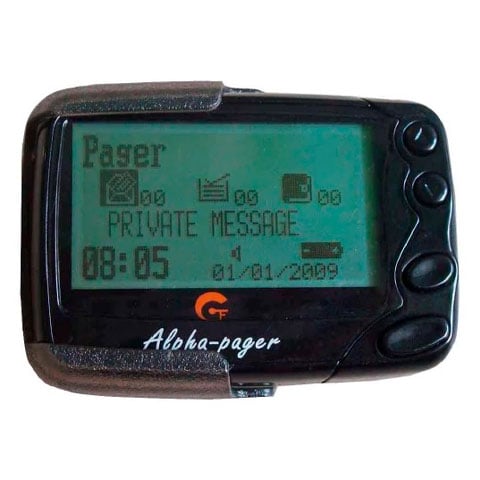 Pager
00 00 00
PRIVATE MESSAGE
08:05 01/01/2009
Alpha-pager